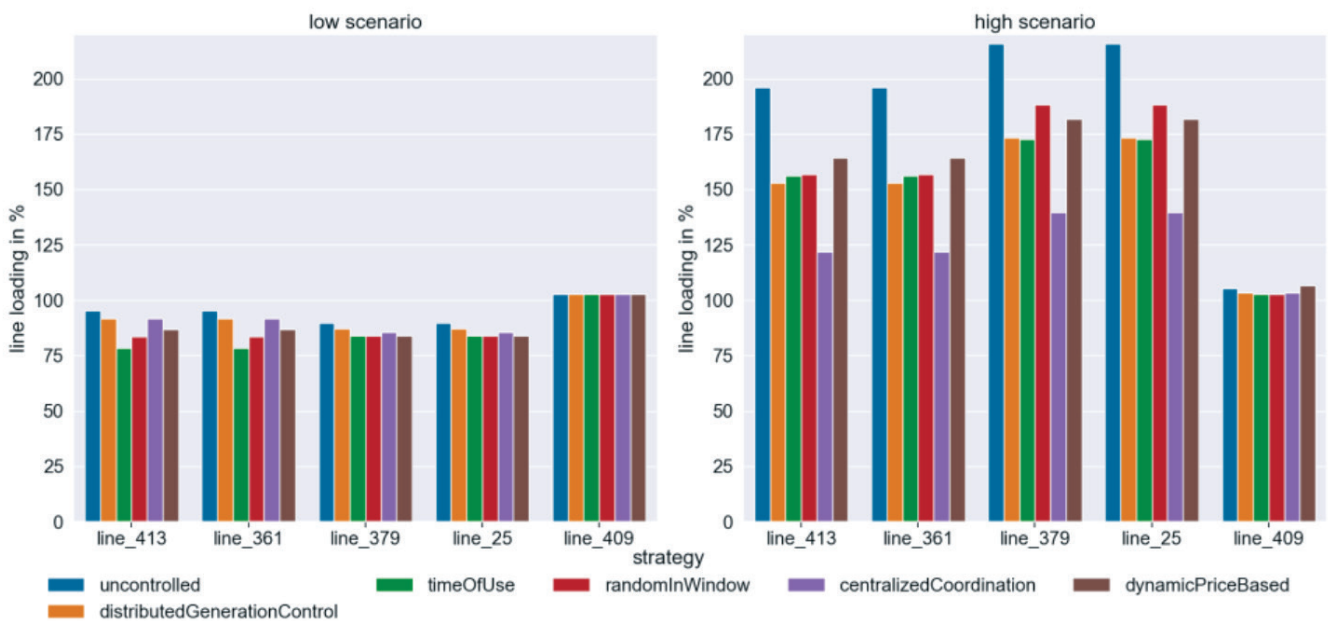 low scenario
high scenario
line loading in %
200
175
150
125
100
75
50
25
0
line_413 line_361 line_379 line_25 line_409
line loading in %
200
175
150
125
100
75
50
25
0
line_413 line_361 line_379 line_25 line_409
strategy
uncontrolled timeOfUse randomInWindow centralizedCoordination dynamicPriceBased
distributedGenerationControl